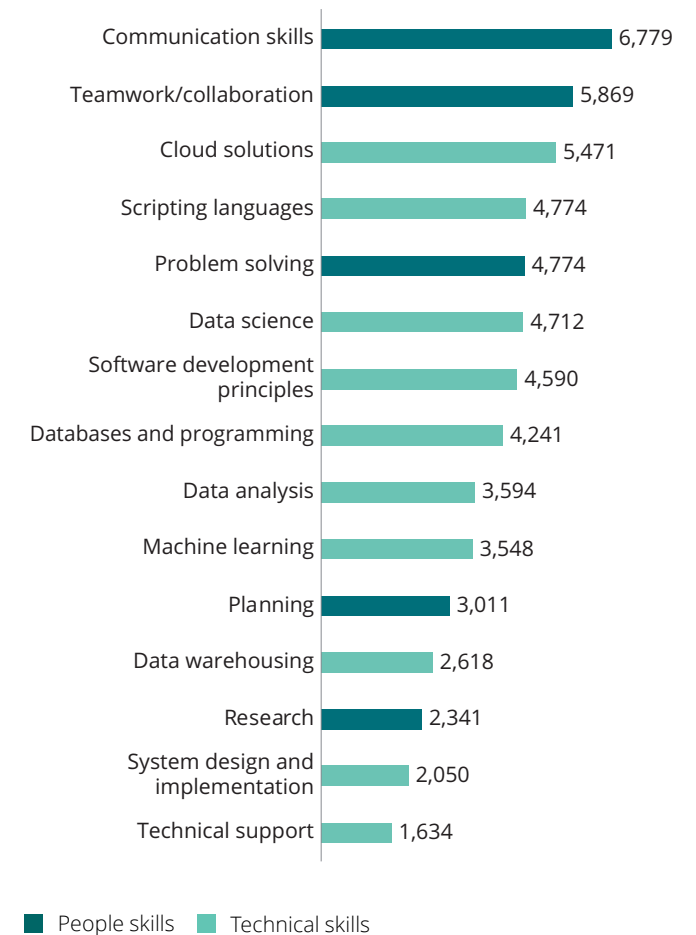 Communication skills 6,779
Teamwork/collaboration 5,869
Cloud solutions 5,471
Scripting languages 4,774
Problem solving 4,774
Data science 4,712
Software development
principles 4,590
Databases and programming 4,241
Data analysis 3,594
Machine learning 3,548
Planning 3,011
Data warehousing 2,618
Research 2,341
System design and
implementation 2,050
Technical support 1,634
People skills Technical skills